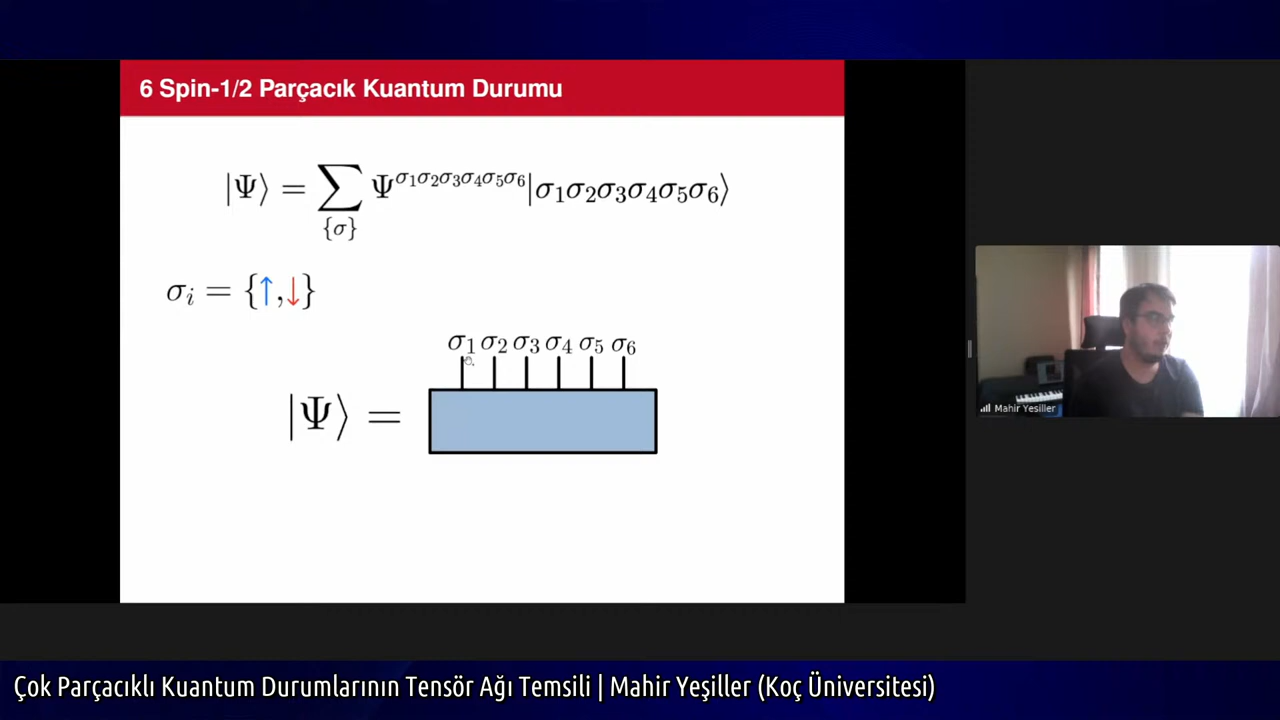 6 Spin-1/2 Parçacık Kuantum Durumu
|Ψ⟩ = ∑ Ψ^{σ₁σ₂σ₃σ₄σ₅σ₆} |σ₁σ₂σ₃σ₄σ₅σ₆⟩
{σ}
σᵢ = {↑,↓}
σ₁ σ₂ σ₃ σ₄ σ₅ σ₆
|Ψ⟩ =
Mahir Yesiller
Çok Parçacıklı Kuantum Durumlarının Tensör Ağı Temsili | Mahir Yeşiller (Koç Üniversitesi)